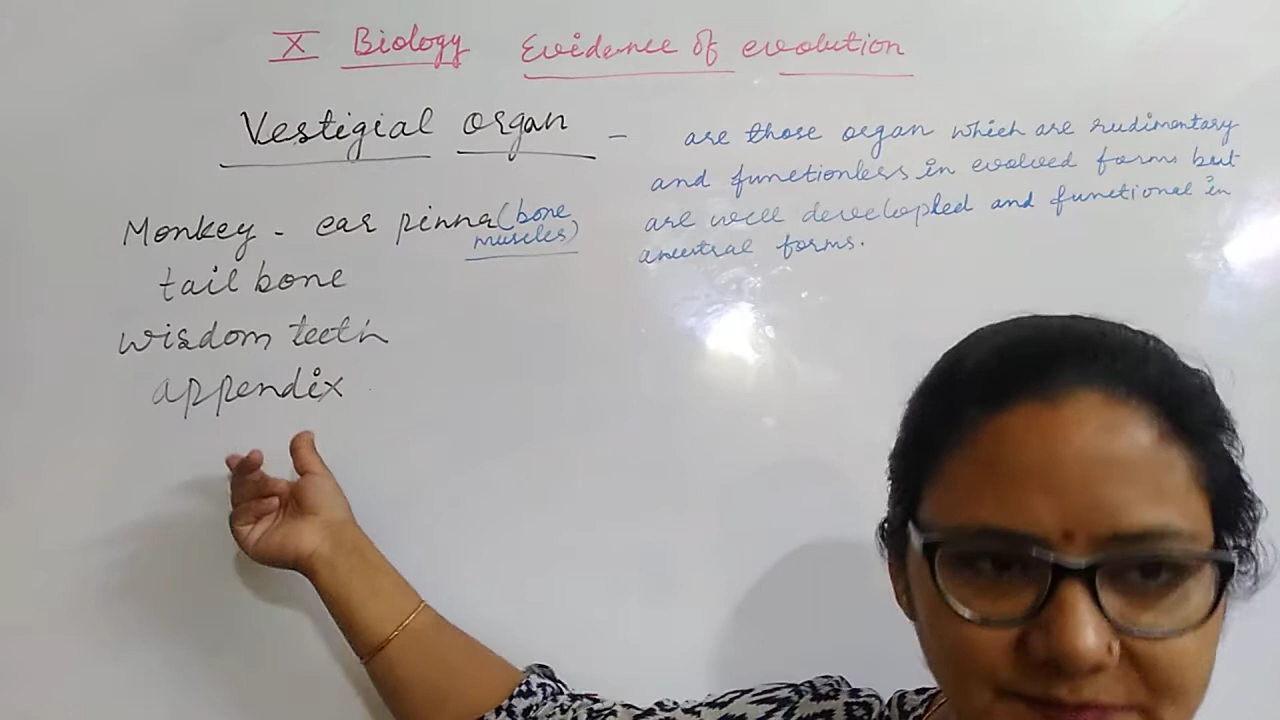 X Biology Evidence of evolution
Vestigial organ - are those organ which are rudimentary
and functionless in evolved forms but
are well developed and functional in
ancestral forms.
Monkey - ear pinna (bone, muscles)
tail bone
wisdom teeth
appendix